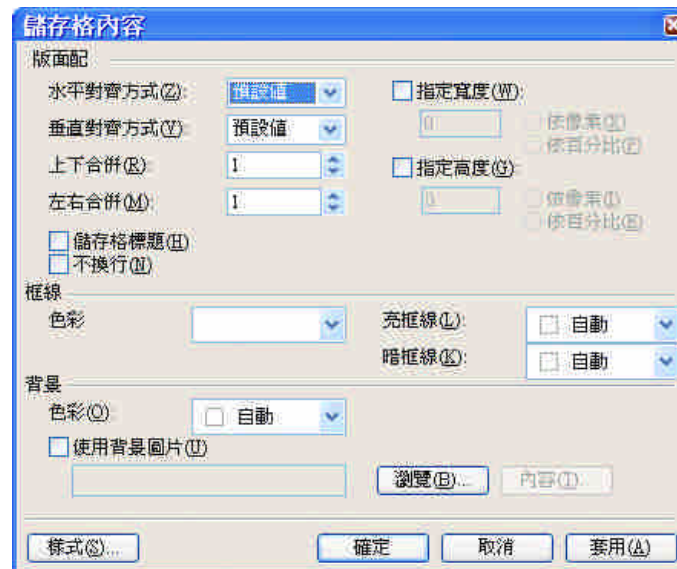 儲存格內容
版面配
水平對齊方式(Z): 預設值
指定寬度(W):
0
依像素(X)
依百分比(P)
垂直對齊方式(V): 預設值
上下合併(R): 1
指定高度(G):
0
依像素(I)
依百分比(E)
左右合併(M): 1
儲存格標題(H)
不換行(N)
框線
色彩
亮框線(L): 自動
暗框線(K): 自動
背景
色彩(O) 自動
使用背景圖片(U)
瀏覽(B)... 內容(T)...
樣式(S)... 確定 取消 套用(A)